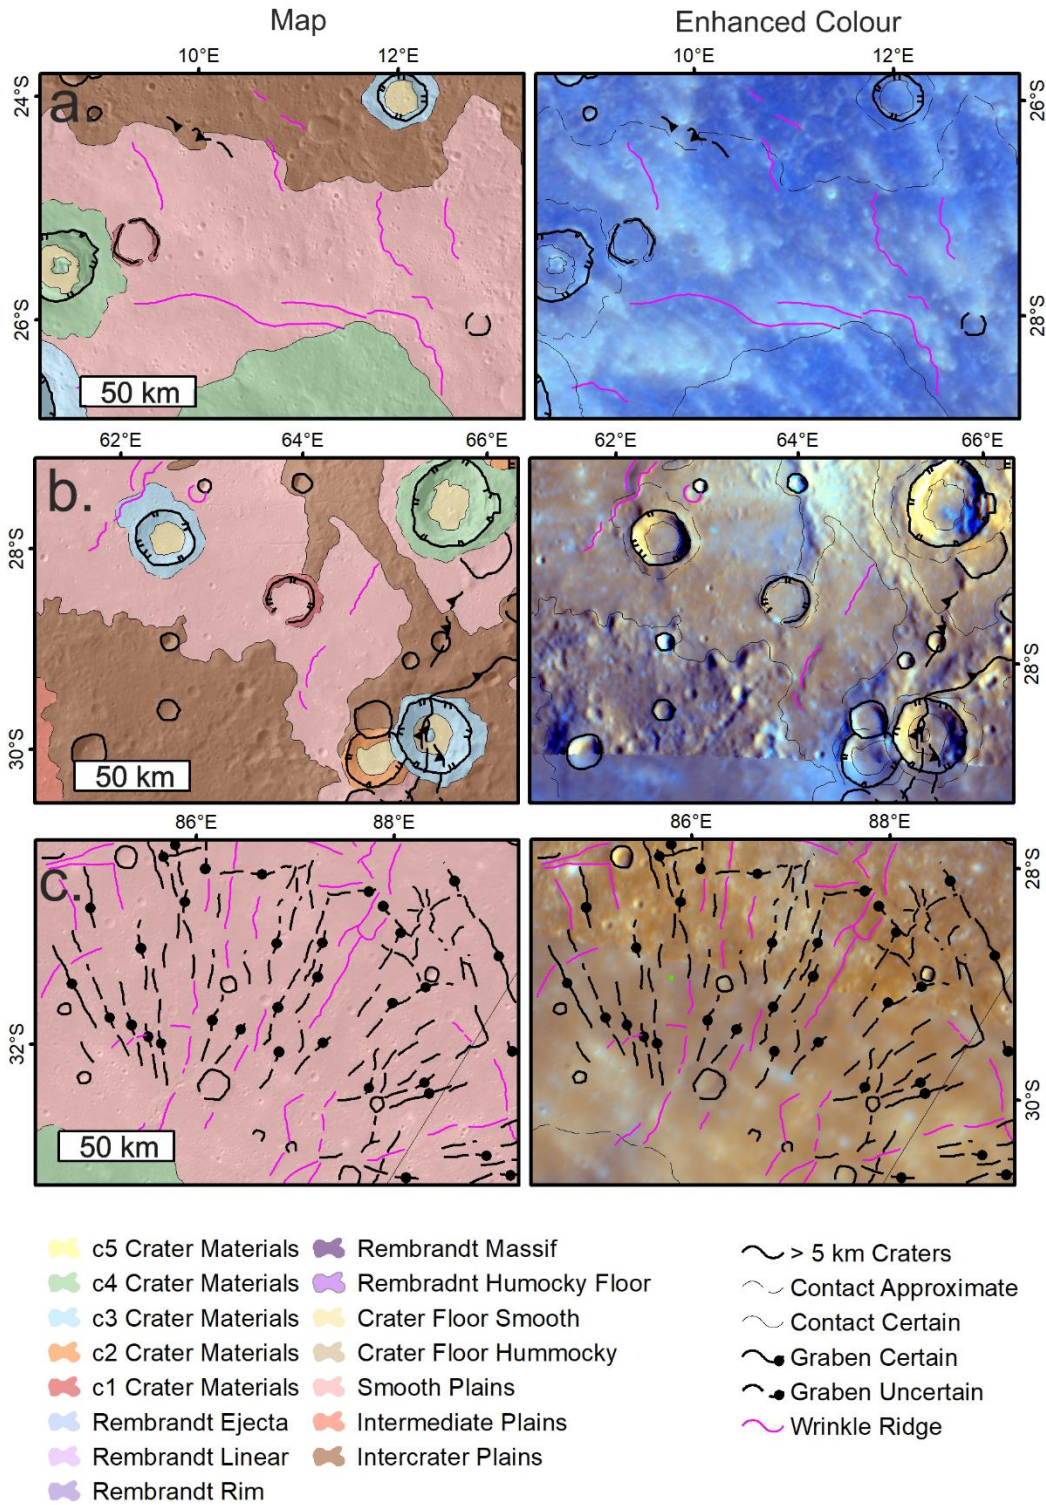 Map Enhanced Colour
10°E 12°E 10°E 12°E
a.
24°S 26°S
26°S 28°S
50 km
62°E 64°E 66°E 62°E 64°E 66°E
b.
28°S
28°S
30°S
50 km
86°E 88°E 86°E 88°E
c.
28°S
32°S
30°S
50 km
c5 Crater Materials Rembrandt Massif > 5 km Craters
c4 Crater Materials Rembradnt Humocky Floor Contact Approximate
c3 Crater Materials Crater Floor Smooth Contact Certain
c2 Crater Materials Crater Floor Hummocky Graben Certain
c1 Crater Materials Smooth Plains Graben Uncertain
Rembrandt Ejecta Intermediate Plains Wrinkle Ridge
Rembrandt Linear Intercrater Plains
Rembrandt Rim